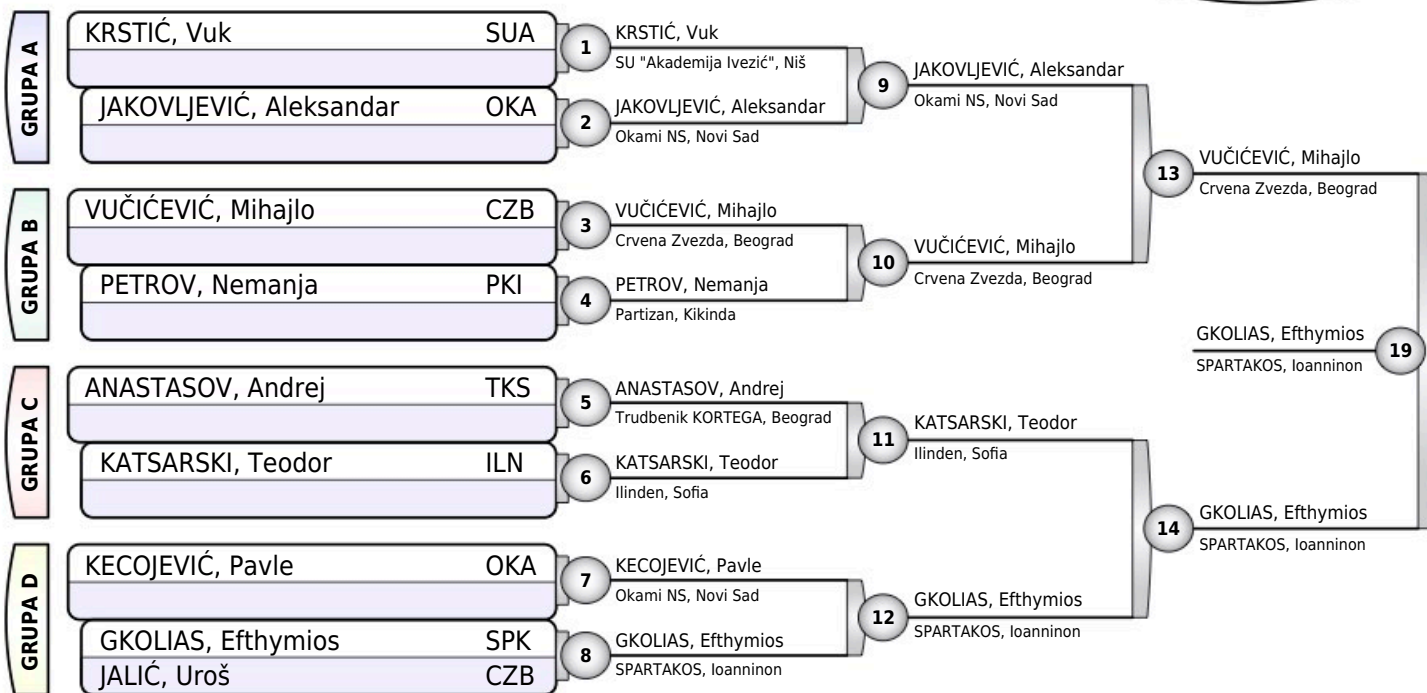 GRUPA A
KRSTIĆ, Vuk SUA
JAKOVLJEVIĆ, Aleksandar OKA
1
KRSTIĆ, Vuk
SU "Akademija Ivezić", Niš
2
JAKOVLJEVIĆ, Aleksandar
Okami NS, Novi Sad
9
JAKOVLJEVIĆ, Aleksandar
Okami NS, Novi Sad
GRUPA B
VUČIĆEVIĆ, Mihajlo CZB
PETROV, Nemanja PKI
3
VUČIĆEVIĆ, Mihajlo
Crvena Zvezda, Beograd
4
PETROV, Nemanja
Partizan, Kikinda
10
VUČIĆEVIĆ, Mihajlo
Crvena Zvezda, Beograd
13
VUČIĆEVIĆ, Mihajlo
Crvena Zvezda, Beograd
GRUPA C
ANASTASOV, Andrej TKS
KATSARSKI, Teodor ILN
5
ANASTASOV, Andrej
Trudbenik KORTEGA, Beograd
6
KATSARSKI, Teodor
Ilinden, Sofia
11
KATSARSKI, Teodor
Ilinden, Sofia
GRUPA D
KECOJEVIĆ, Pavle OKA
GKOLIAS, Efthymios SPK
JALIĆ, Uroš CZB
7
KECOJEVIĆ, Pavle
Okami NS, Novi Sad
8
GKOLIAS, Efthymios
SPARTAKOS, Ioanninon
12
GKOLIAS, Efthymios
SPARTAKOS, Ioanninon
14
GKOLIAS, Efthymios
SPARTAKOS, Ioanninon
GKOLIAS, Efthymios
SPARTAKOS, Ioanninon
19